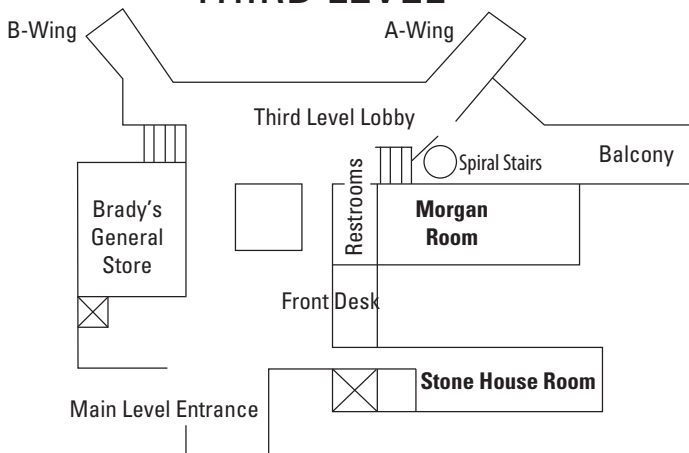 THIRD LEVEL
B-Wing
A-Wing
Third Level Lobby
Spiral Stairs
Balcony
Restrooms
Brady's
General
Store
Morgan
Room
Front Desk
Stone House Room
Main Level Entrance